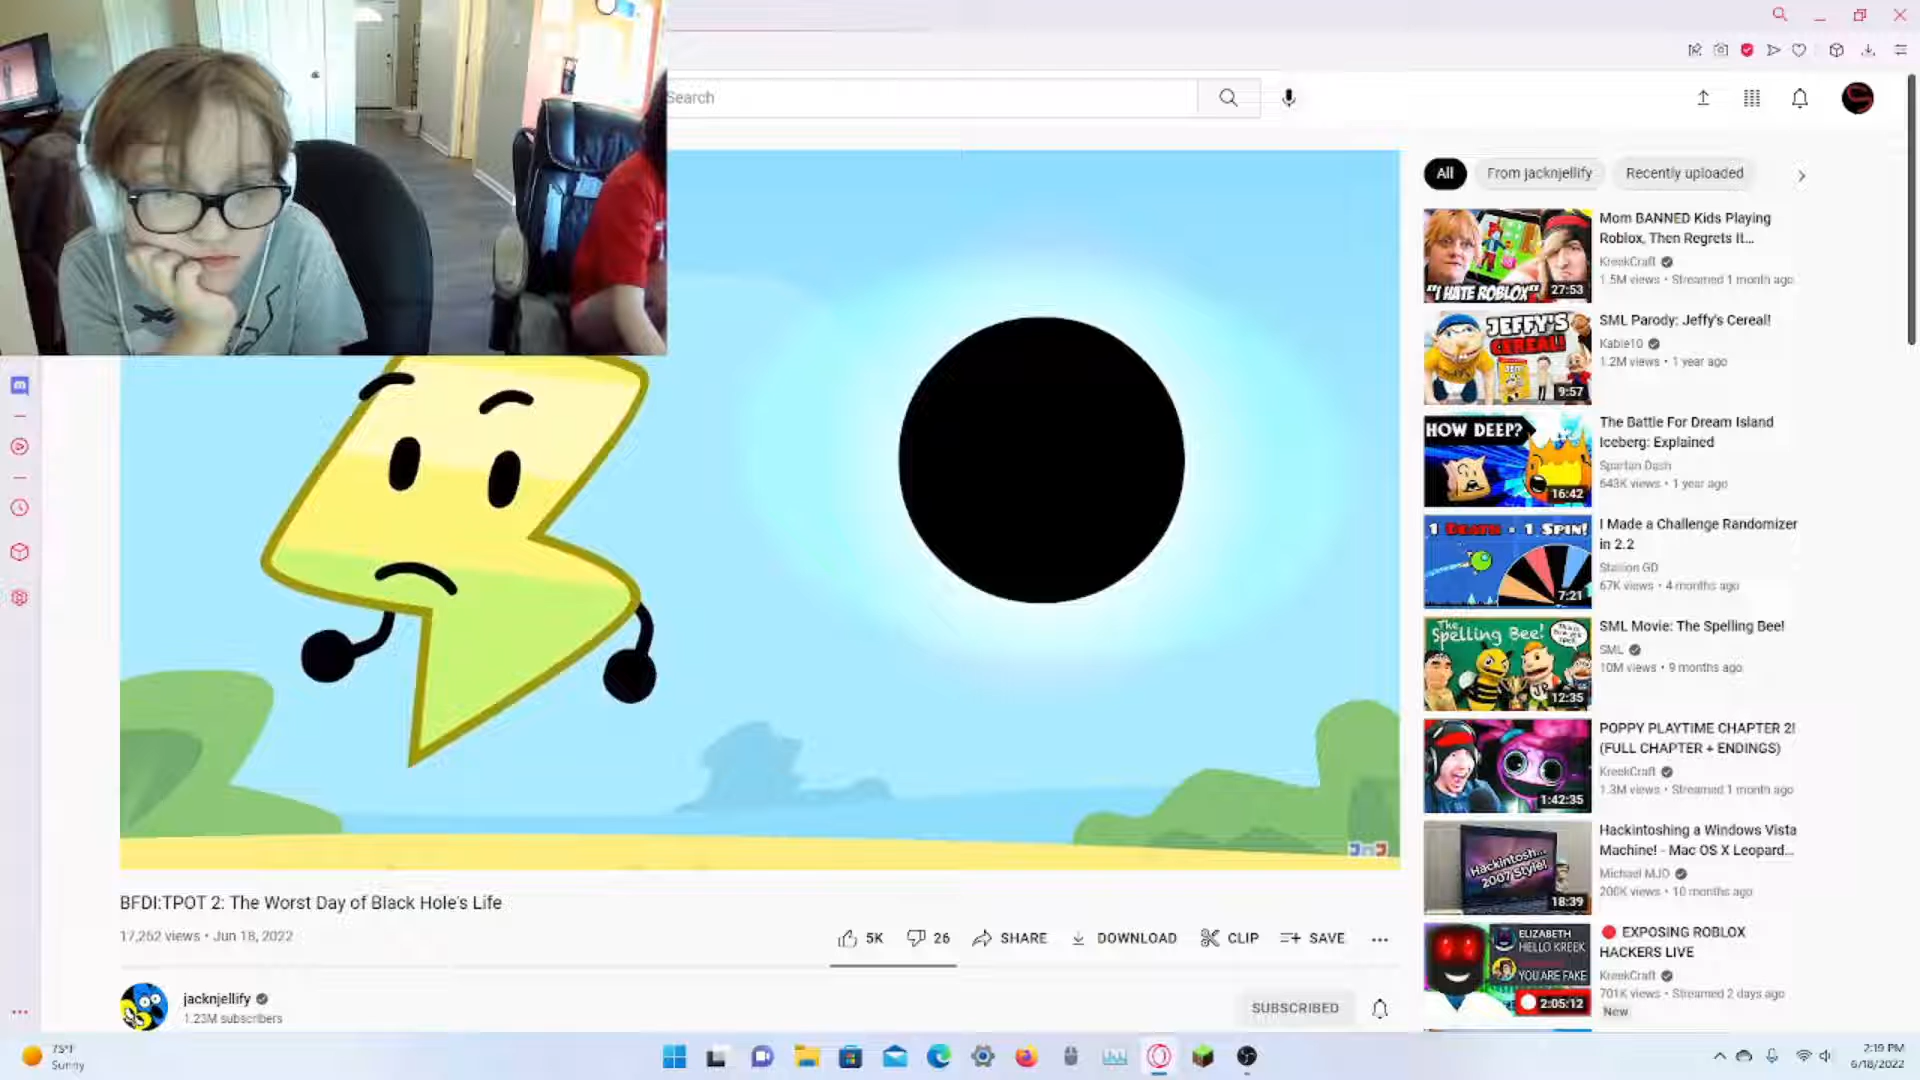 Search
All
From jacknjellify
Recently uploaded
Mom BANNED Kids Playing
Roblox, Then Regrets It...
KreekCraft
1.5M views • Streamed 1 month ago
"I HATE ROBLOX"
27:53
SML Parody: Jeffy's Cereal!
Kable10
1.2M views • 1 year ago
JEFFY'S
CEREAL!
9:57
The Battle For Dream Island
Iceberg: Explained
Spartan Dash
643K views • 1 year ago
HOW DEEP?
16:42
I Made a Challenge Randomizer
in 2.2
Stallion GD
67K views • 4 months ago
1 DEATH = 1 SPIN!
7:21
SML Movie: The Spelling Bee!
SML
10M views • 9 months ago
The
Spelling Bee!
12:35
POPPY PLAYTIME CHAPTER 2!
(FULL CHAPTER + ENDINGS)
KreekCraft
1.3M views • Streamed 1 month ago
1:42:35
Hackintoshing a Windows Vista
Machine! - Mac OS X Leopard...
Michael MJD
200K views • 10 months ago
Hackintosh...
2007 Style!
18:39
EXPOSING ROBLOX
HACKERS LIVE
KreekCraft
701K views • Streamed 2 days ago
New
ELIZABETH
HELLO KREEK
YOU ARE FAKE
2:05:12
BFDI:TPOT 2: The Worst Day of Black Hole's Life
17,262 views • Jun 18, 2022
5K
26
SHARE
DOWNLOAD
CLIP
SAVE
jacknjellify
1.23M subscribers
SUBSCRIBED
75°F
Sunny
2:19 PM
6/18/2022